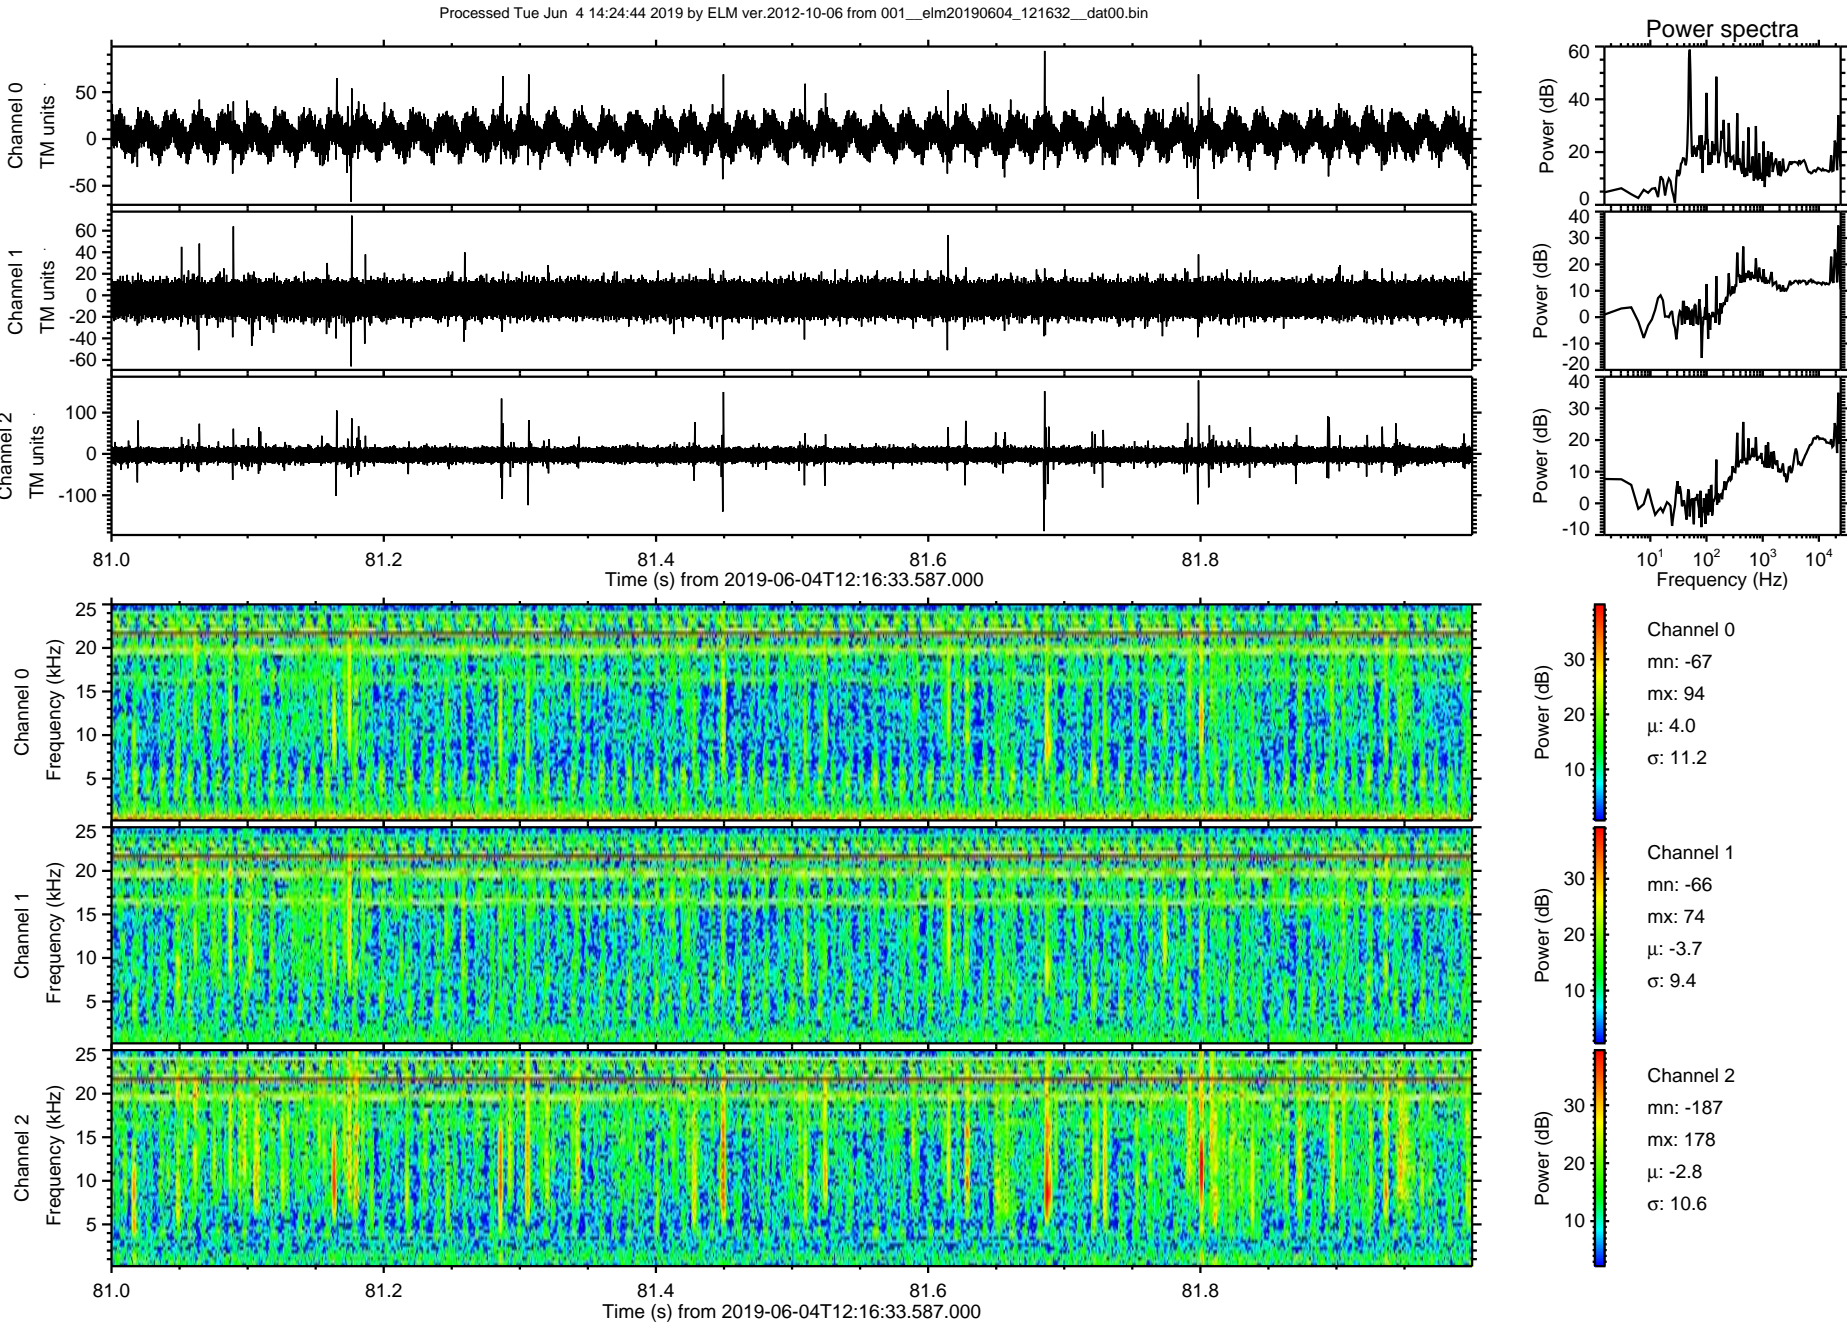 Processed Tue Jun  4 14:24:44 2019 by ELM ver.2012-10-06 from 001__elm20190604_121632__dat00.bin
Power spectra
Channel 0
TM units
50
0
-50
Power (dB)
60
40
20
0
Channel 1
TM units
60
40
20
0
-20
-40
-60
Power (dB)
40
30
20
10
0
-10
-20
Channel 2
TM units
100
0
-100
Power (dB)
40
30
20
10
0
-10
81.0 81.2 81.4 81.6 81.8
Time (s) from 2019-06-04T12:16:33.587.000
10¹ 10² 10³ 10⁴
Frequency (Hz)
Channel 0
Frequency (kHz)
25
20
15
10
5
Power (dB)
30
20
10
Channel 0
mn: -67
mx: 94
μ: 4.0
σ: 11.2
Channel 1
Frequency (kHz)
25
20
15
10
5
Power (dB)
30
20
10
Channel 1
mn: -66
mx: 74
μ: -3.7
σ: 9.4
Channel 2
Frequency (kHz)
25
20
15
10
5
Power (dB)
30
20
10
Channel 2
mn: -187
mx: 178
μ: -2.8
σ: 10.6
81.0 81.2 81.4 81.6 81.8
Time (s) from 2019-06-04T12:16:33.587.000